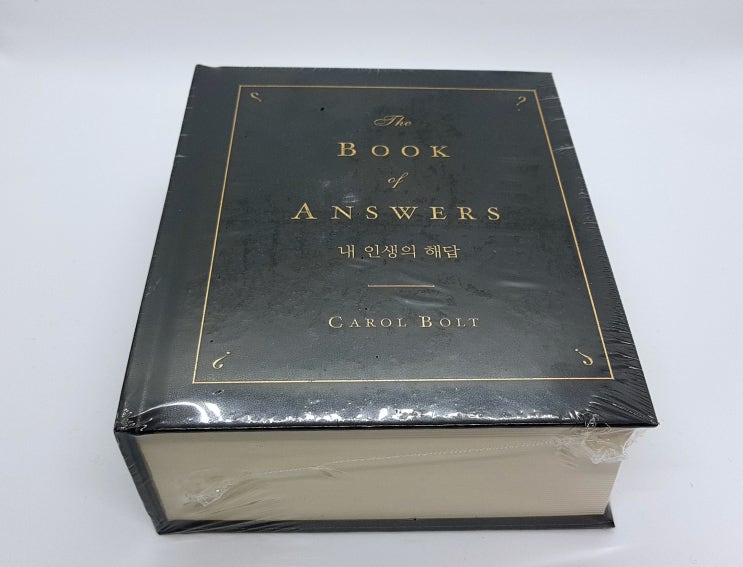 The
BOOK
of
ANSWERS
내 인생의 해답
CAROL BOLT